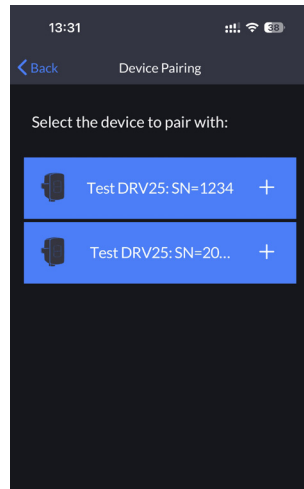 13:31
38
Back
Device Pairing
Select the device to pair with:
Test DRV25: SN=1234
Test DRV25: SN=20...